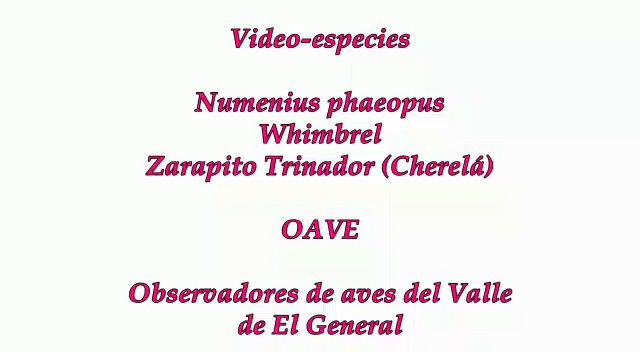 Video-especies
Numenius phaeopus
Whimbrel
Zarapito Trinador (Cherelá)
OAVE
Observadores de aves del Valle
de El General